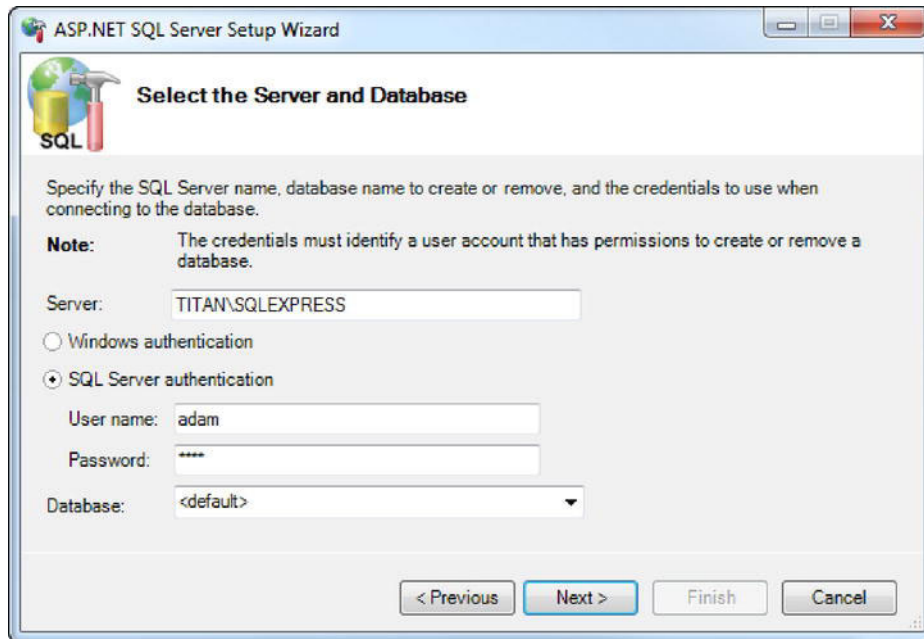 ASP.NET SQL Server Setup Wizard
Select the Server and Database
SQL
Specify the SQL Server name, database name to create or remove, and the credentials to use when
connecting to the database.
Note: The credentials must identify a user account that has permissions to create or remove a
database.
Server: TITAN\SQLEXPRESS
Windows authentication
SQL Server authentication
User name: adam
Password: ****
Database: <default>
< Previous Next > Finish Cancel